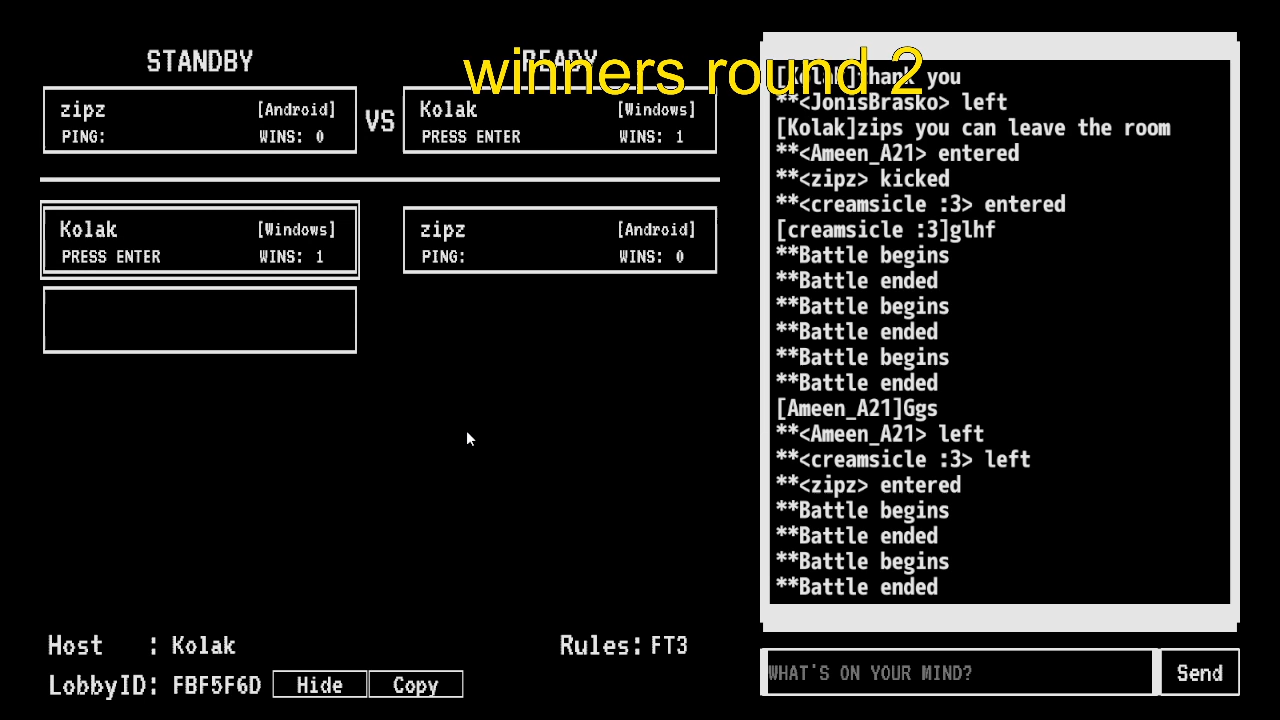 STANDBY
READY
winners round 2
zipz [Android]
PING: WINS: 0
VS
Kolak [Windows]
PRESS ENTER WINS: 1
Kolak [Windows]
PRESS ENTER WINS: 1
zipz [Android]
PING: WINS: 0
[Kolak]thank you
**<JonisBrasko> left
[Kolak]zips you can leave the room
**<Ameen_A21> entered
**<zipz> kicked
**<creamsicle :3> entered
[creamsicle :3]glhf
**Battle begins
**Battle ended
**Battle begins
**Battle ended
**Battle begins
**Battle ended
[Ameen_A21]Ggs
**<Ameen_A21> left
**<creamsicle :3> left
**<zipz> entered
**Battle begins
**Battle ended
**Battle begins
**Battle ended
Host : Kolak
Rules: FT3
LobbyID: FBF5F6D Hide Copy
WHAT'S ON YOUR MIND? Send